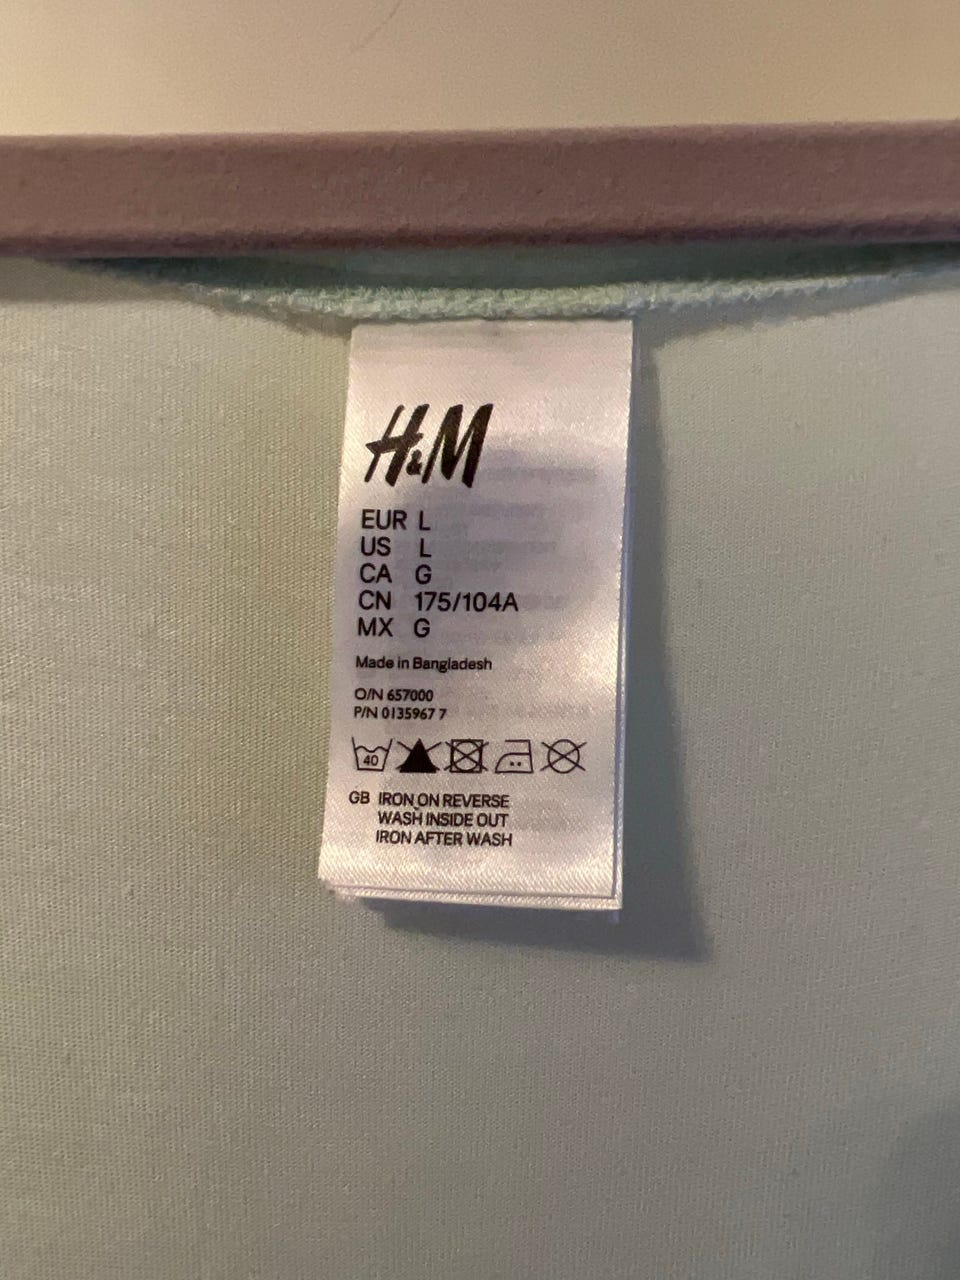 H&M
EUR L
US L
CA G
CN 175/104A
MX G
Made in Bangladesh
O/N 657000
P/N 0135967 7
40
GB IRON ON REVERSE
WASH INSIDE OUT
IRON AFTER WASH